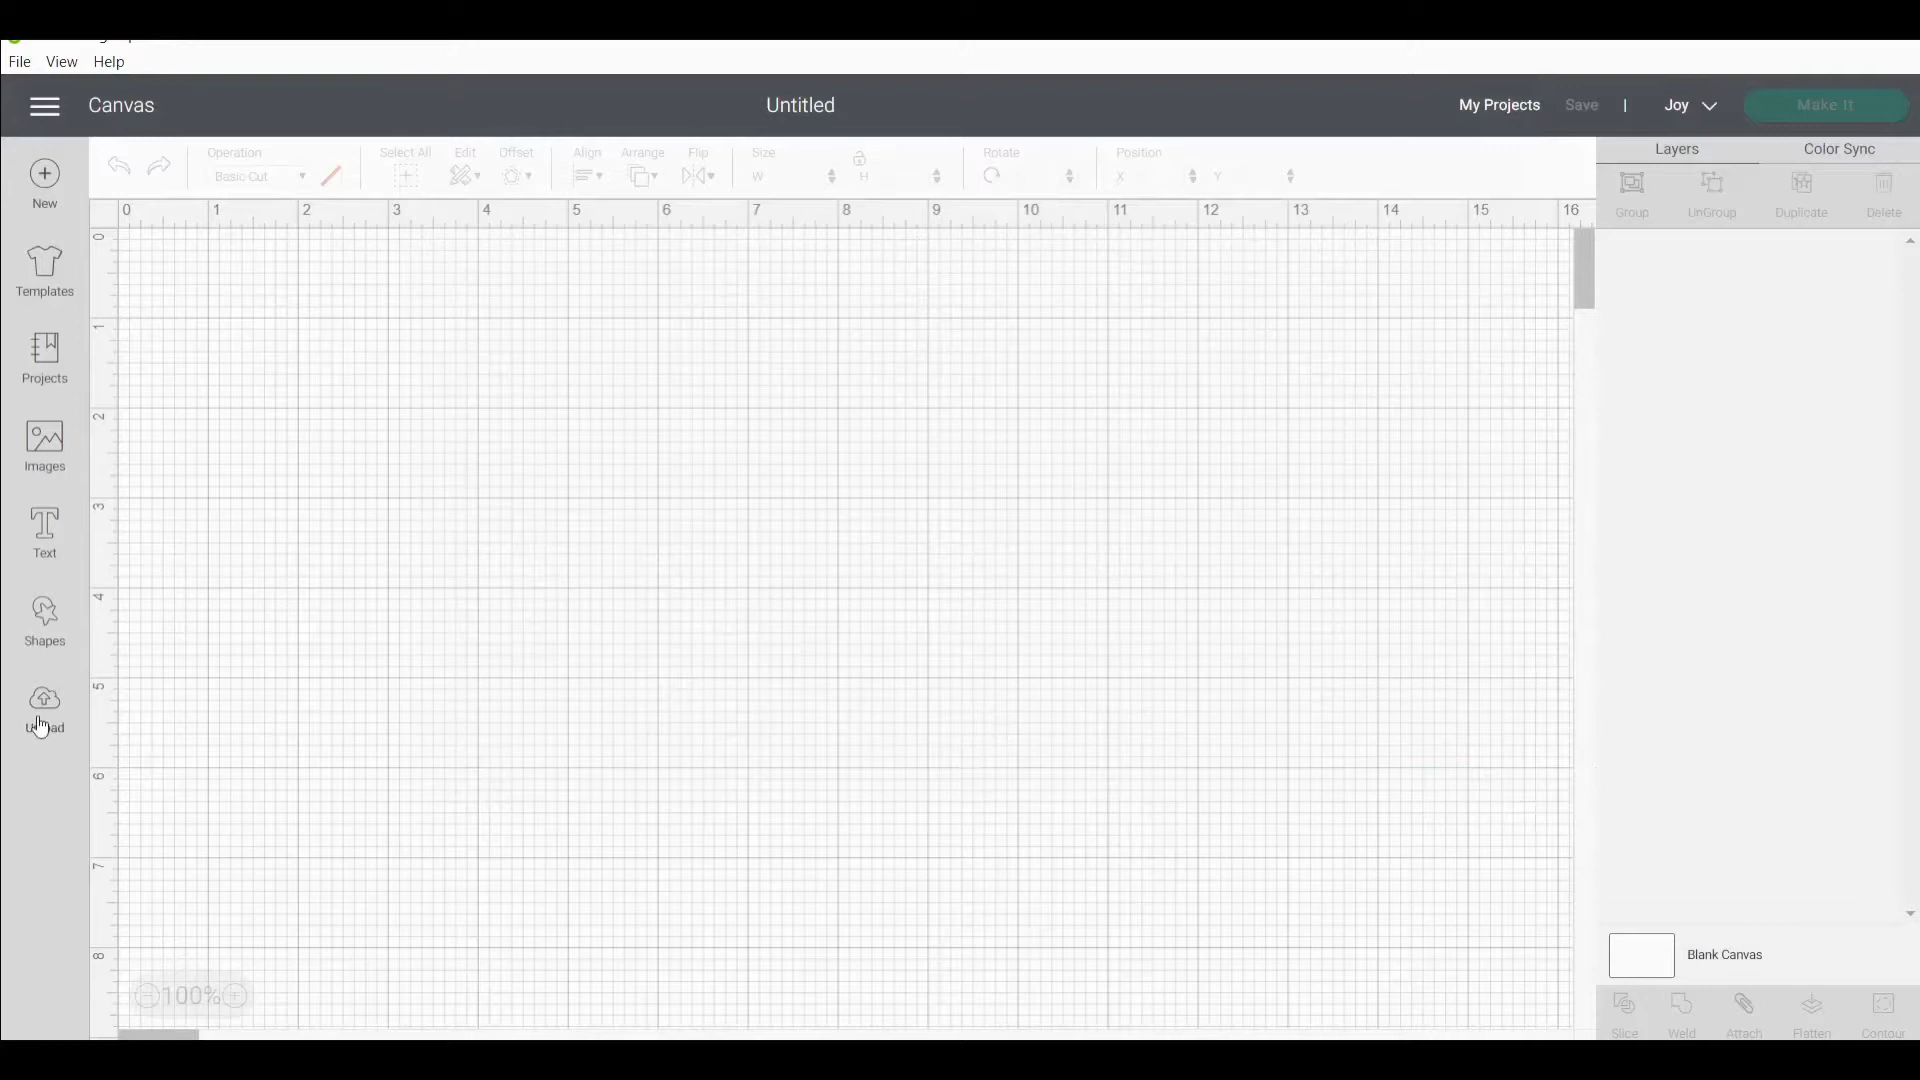 File View Help
Canvas Untitled My Projects Save | Joy Make It
Operation Select All Edit Offset Align Arrange Flip Size Rotate Position
Basic Cut W H X Y
Layers Color Sync
Group UnGroup Duplicate Delete
0 1 2 3 4 5 6 7 8 9 10 11 12 13 14 15 16
0
1
2
3
4
5
6
7
8
New
Templates
Projects
Images
Text
Shapes
100%
Blank Canvas
Slice Weld Attach Flatten Contour